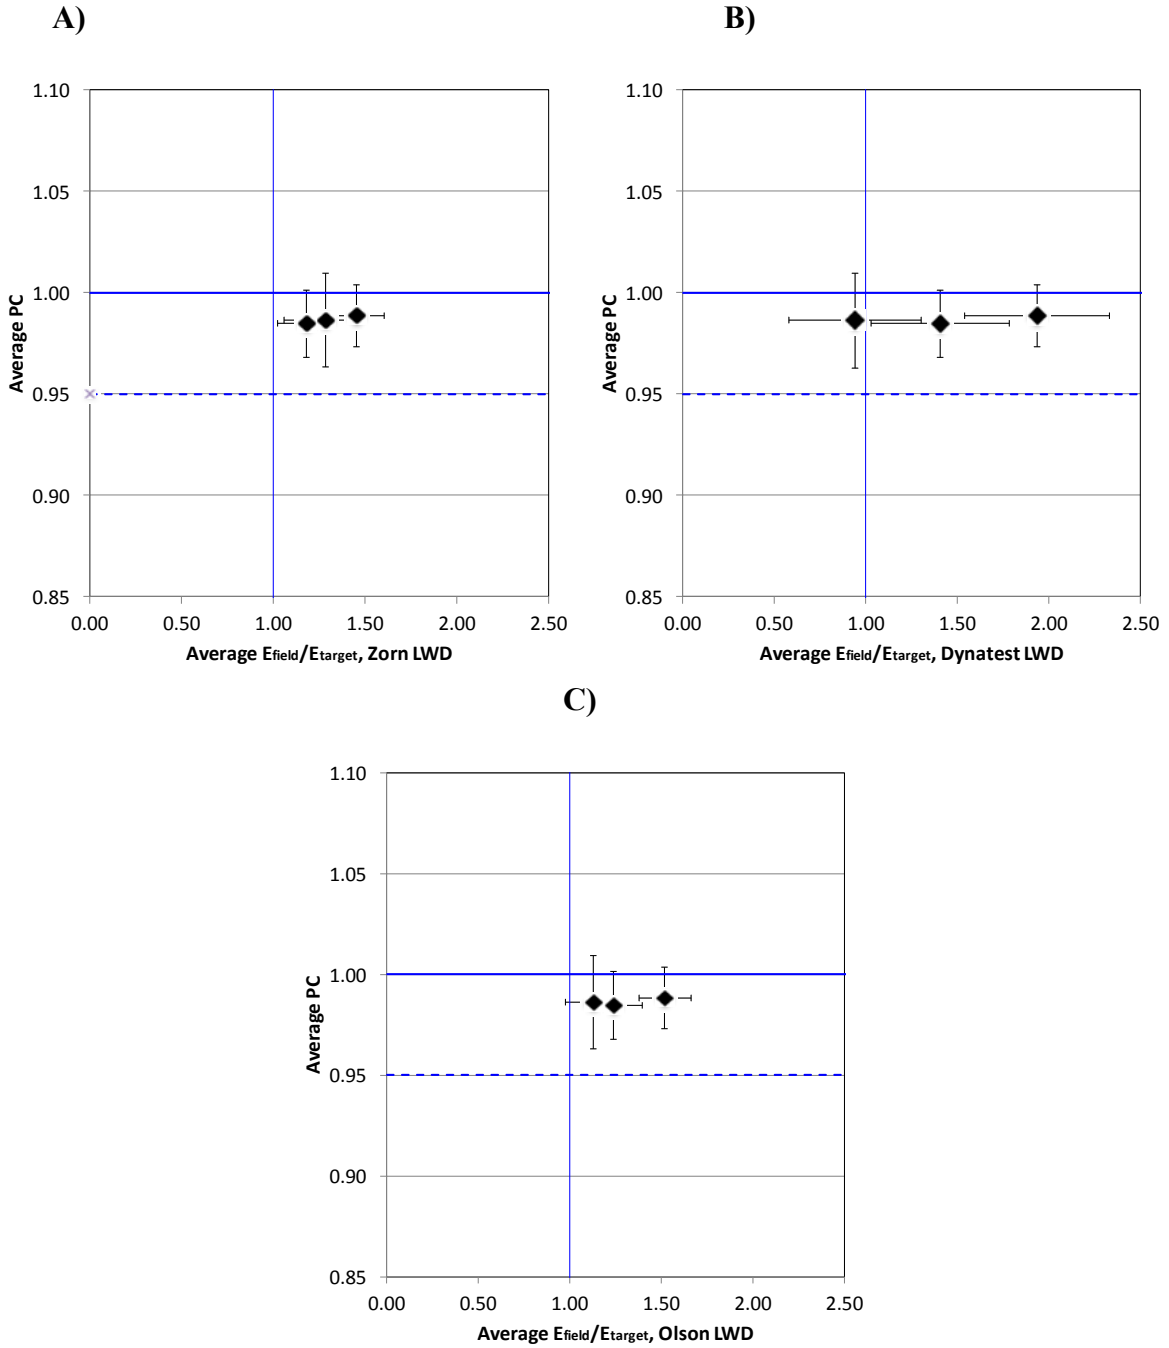 A)
B)
1.10
1.05
1.00
0.95
0.90
0.85
Average PC
0.00 0.50 1.00 1.50 2.00 2.50
Average Efield/Etarget, Zorn LWD
1.10
1.05
1.00
0.95
0.90
0.85
Average PC
0.00 0.50 1.00 1.50 2.00 2.50
Average Efield/Etarget, Dynatest LWD
C)
1.10
1.05
1.00
0.95
0.90
0.85
Average PC
0.00 0.50 1.00 1.50 2.00 2.50
Average Efield/Etarget, Olson LWD